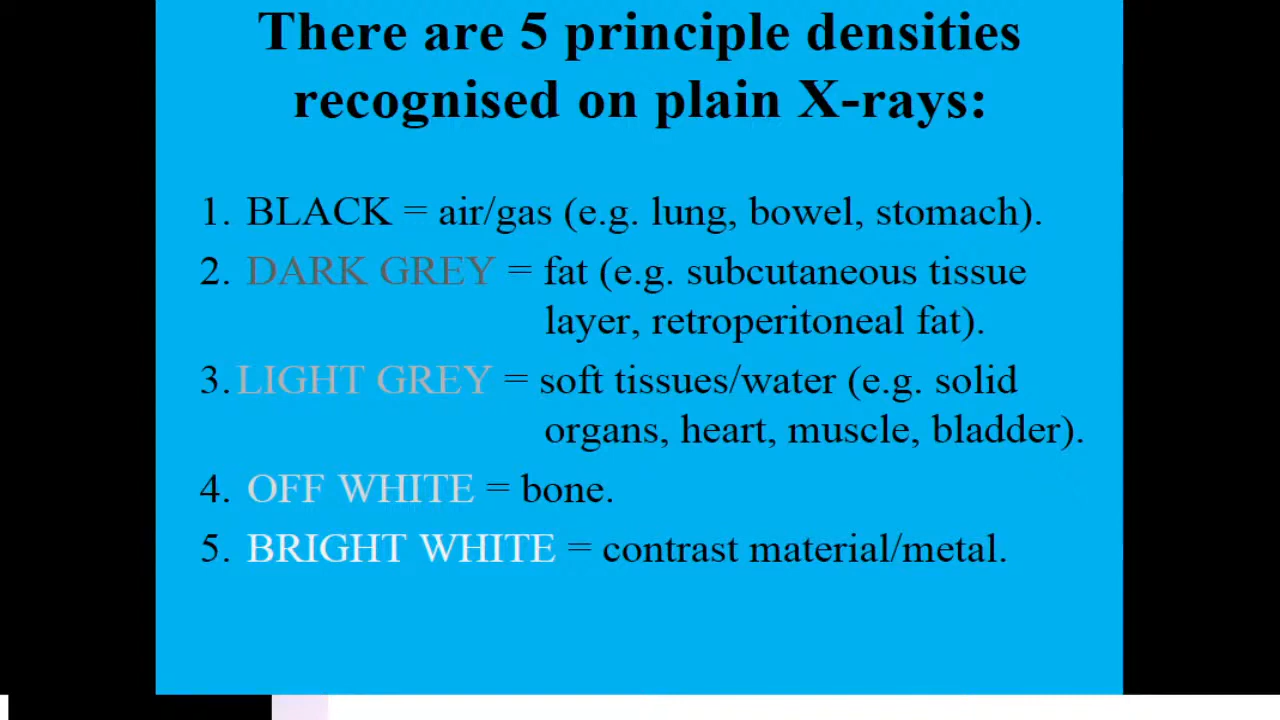 There are 5 principle densities
recognised on plain X-rays:
1. BLACK = air/gas (e.g. lung, bowel, stomach).
2. DARK GREY = fat (e.g. subcutaneous tissue
layer, retroperitoneal fat).
3. LIGHT GREY = soft tissues/water (e.g. solid
organs, heart, muscle, bladder).
4. OFF WHITE = bone.
5. BRIGHT WHITE = contrast material/metal.